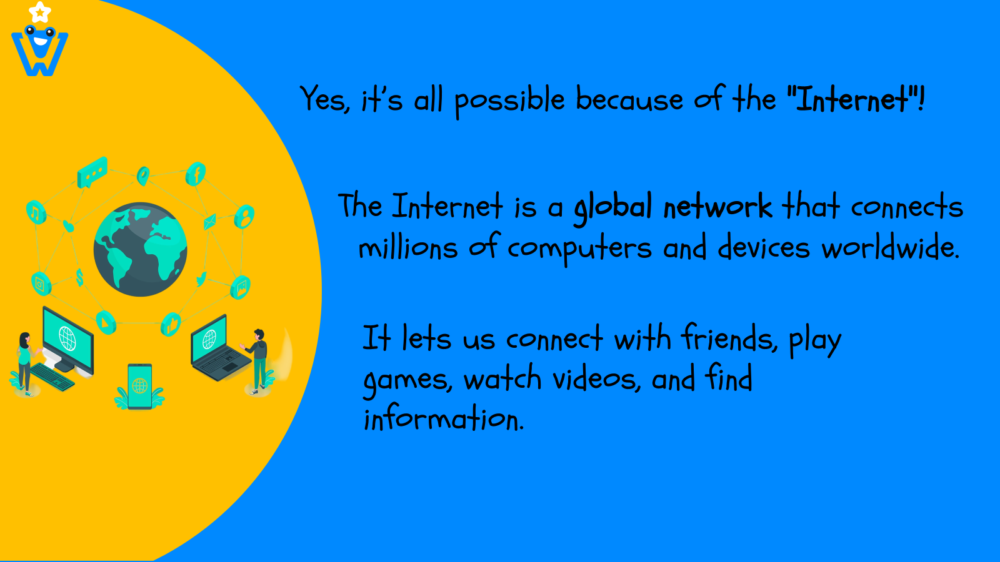 Yes, it's all possible because of the "Internet"!
The Internet is a global network that connects
millions of computers and devices worldwide.
It lets us connect with friends, play
games, watch videos, and find
information.